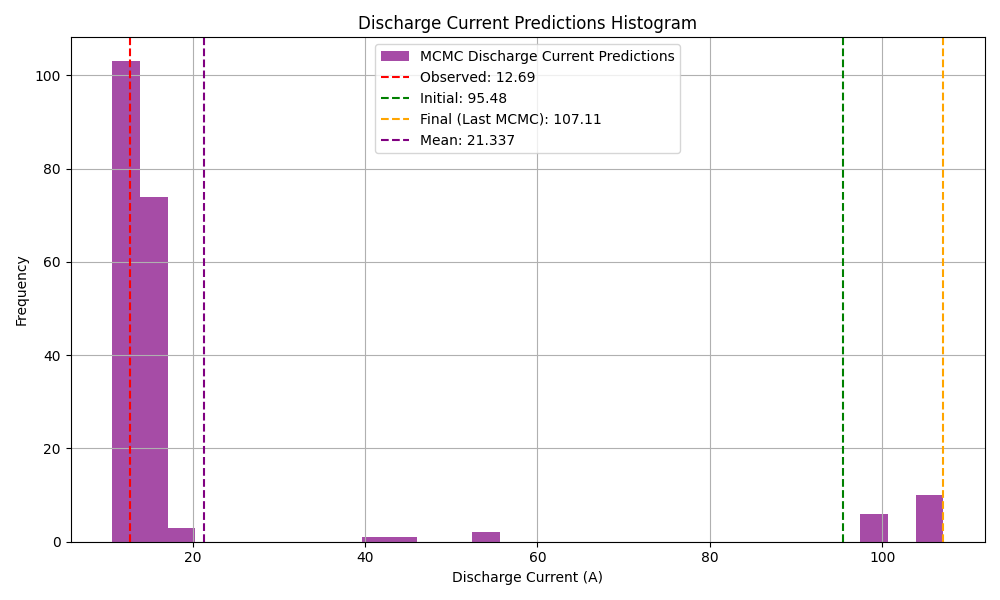 Discharge Current Predictions Histogram
MCMC Discharge Current Predictions
Observed: 12.69
Initial: 95.48
Final (Last MCMC): 107.11
Mean: 21.337
Frequency
100
80
60
40
20
0
20 40 60 80 100
Discharge Current (A)